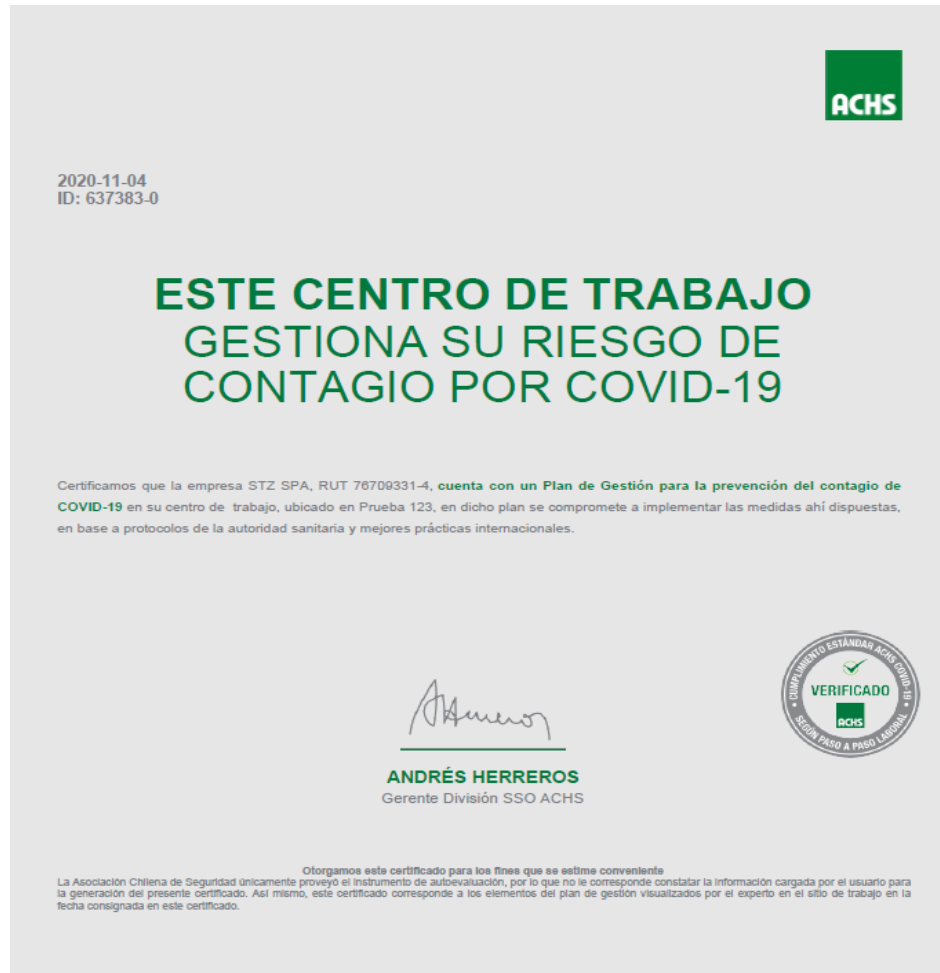 ACHS
2020-11-04
ID: 637383-0
ESTE CENTRO DE TRABAJO
GESTIONA SU RIESGO DE
CONTAGIO POR COVID-19
Certificamos que la empresa STZ SPA, RUT 76709331-4, cuenta con un Plan de Gestión para la prevención del contagio de
COVID-19 en su centro de trabajo, ubicado en Prueba 123, en dicho plan se compromete a implementar las medidas ahí dispuestas,
en base a protocolos de la autoridad sanitaria y mejores prácticas internacionales.
CUMPLIMIENTO ESTÁNDAR ACHS COVID-19
VERIFICADO
ACHS
SEGÚN PASO A PASO LABORAL
AHerreros
ANDRÉS HERREROS
Gerente División SSO ACHS
Otorgamos este certificado para los fines que se estime conveniente
La Asociación Chilena de Seguridad únicamente proveyó el instrumento de autoevaluación, por lo que no le corresponde constatar la información cargada por el usuario para
la generación del presente certificado. Así mismo, este certificado corresponde a los elementos del plan de gestión visualizados por el experto en el sitio de trabajo en la
fecha consignada en este certificado.